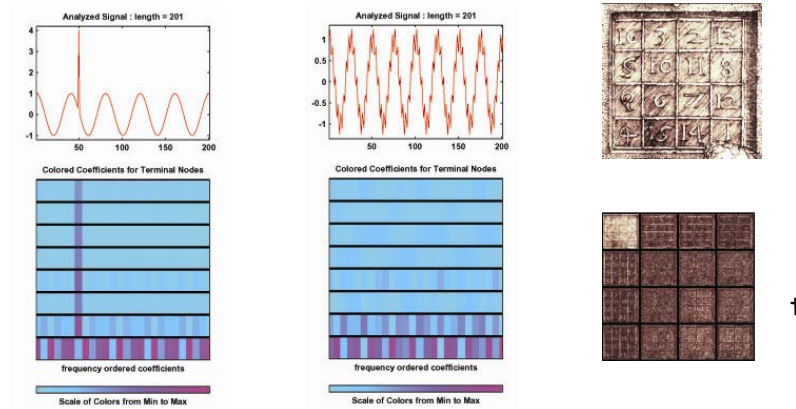 Analyzed Signal : length = 201
4
3
2
1
0
-1
50
100
150
200
Colored Coefficients for Terminal Nodes
frequency ordered coefficients
Scale of Colors from Min to Max
Analyzed Signal : length = 201
1
0.5
0
-0.5
-1
50
100
150
200
Colored Coefficients for Terminal Nodes
frequency ordered coefficients
Scale of Colors from Min to Max
16 3 2 13
5 10 11 8
9 6 7 12
4 15 14 1